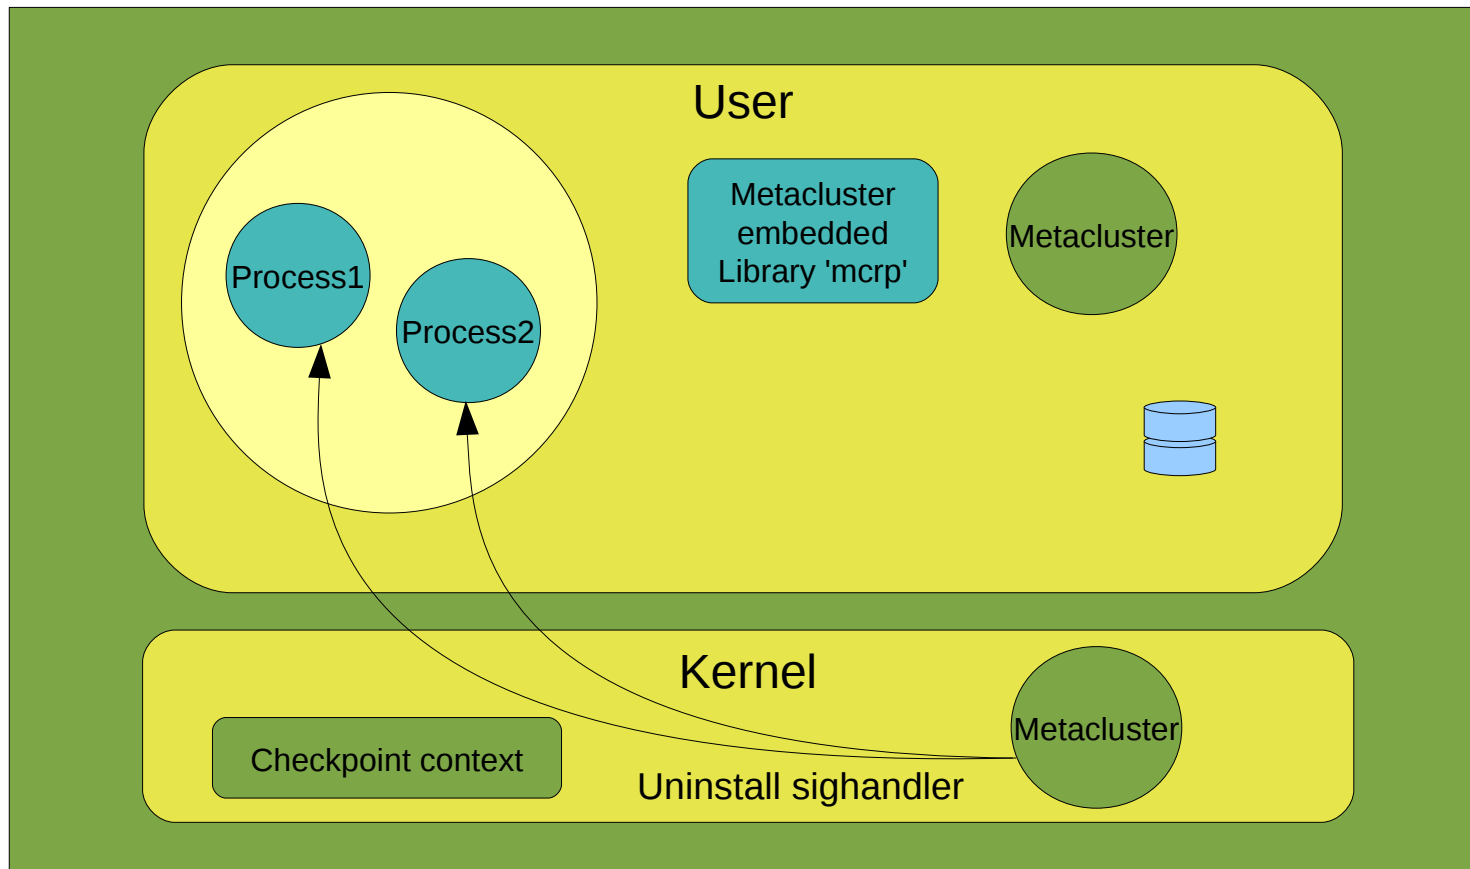 User
Metacluster
embedded
Library 'mcrp'
Metacluster
Process1
Process2
Kernel
Metacluster
Checkpoint context
Uninstall sighandler